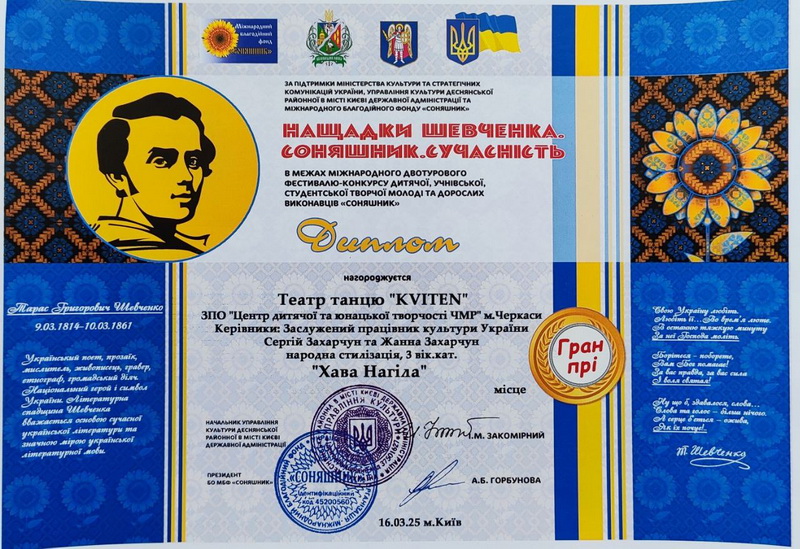 Міжнародний
благодійний
фонд
«СОНЯШНИК»
ЗА ПІДТРИМКИ МІНІСТЕРСТВА КУЛЬТУРИ ТА СТРАТЕГІЧНИХ
КОМУНІКАЦІЙ УКРАЇНИ, УПРАВЛІННЯ КУЛЬТУРИ ДЕСНЯНСЬКОЇ
РАЙОННОЇ В МІСТІ КИЄВІ ДЕРЖАВНОЇ АДМІНІСТРАЦІЇ ТА
МІЖНАРОДНОГО БЛАГОДІЙНОГО ФОНДУ «СОНЯШНИК»
НАЩАДКИ ШЕВЧЕНКА.
СОНЯШНИК.СУЧАСНІСТЬ
В МЕЖАХ МІЖНАРОДНОГО ДВОТУРОВОГО
ФЕСТИВАЛЮ-КОНКУРСУ ДИТЯЧОЇ, УЧНІВСЬКОЇ,
СТУДЕНТСЬКОЇ ТВОРЧОЇ МОЛОДІ ТА ДОРОСЛИХ
ВИКОНАВЦІВ «СОНЯШНИК»
Диплом
нагороджується
Театр танцю "KVITEN"
ЗПО "Центр дитячої та юнацької творчості ЧМР" м.Черкаси
Керівники: Заслужений працівник культури України
Сергій Захарчун та Жанна Захарчун
народна стилізація, 3 вік.кат.
"Хава Нагіла"
місце
Гран
прі
Тарас Григорович Шевченко
9.03.1814-10.03.1861
Український поет, прозаїк,
мислитель, живописець, гравер,
етнограф, громадський діяч.
Національний герой і символ
України. Літературна
спадщина Шевченка
вважається основою сучасної
української літератури та
значною мірою української
літературної мови.
Свою Україну любіть.
Любіть її... Во время люте.
В останню тяжкую минуту
За неї Господа моліть.
Борітеся - поборете,
Вам Бог помагає!
За вас правда, за вас сила
І воля святая!
Ну що б, здавалося, слова...
Слова та голос – більш нічого.
А серце б'ється – ожива,
Як їх почує!
Т. Шевченко
НАЧАЛЬНИК УПРАВЛІННЯ
КУЛЬТУРИ ДЕСНЯНСЬКОЇ
РАЙОННОЇ В МІСТІ КИЄВІ
ДЕРЖАВНОЇ АДМІНІСТРАЦІЇ
І.М. ЗАКОМІРНИЙ
ПРЕЗИДЕНТ
БО МБФ «СОНЯШНИК»
«СОНЯШНИК»
Ідентифікаційний
код 45200560
А.Б. ГОРБУНОВА
16.03.25 м.Київ